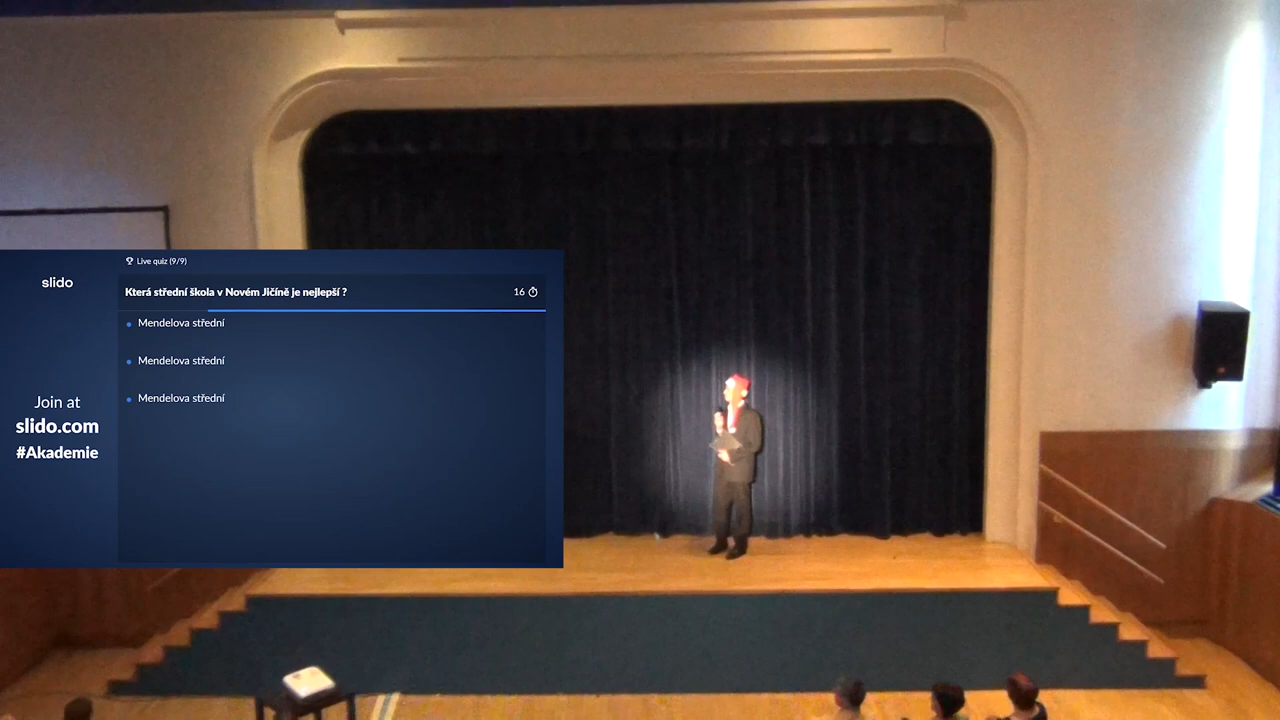 Live quiz (9/9)
slido
Která střední škola v Novém Jičíně je nejlepší ?
16
Mendelova střední
Mendelova střední
Mendelova střední
Join at
slido.com
#Akademie